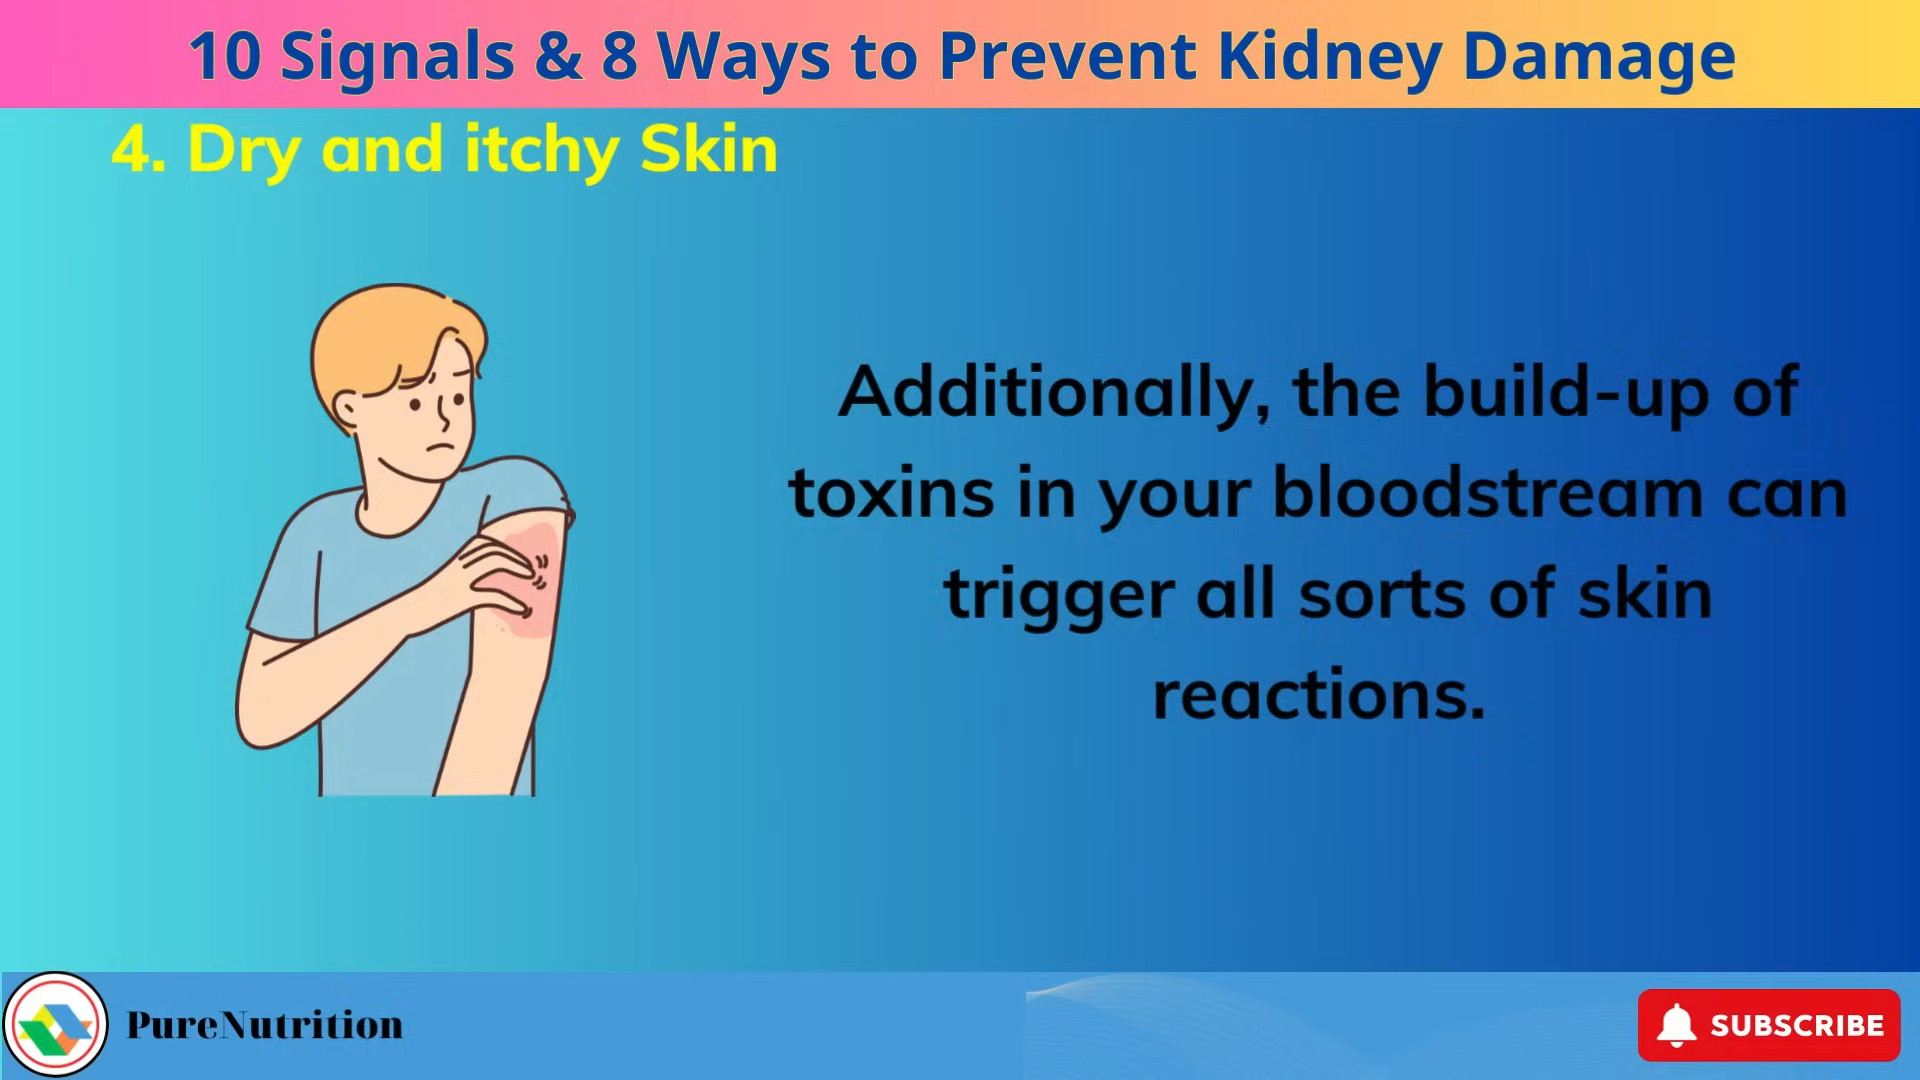 10 Signals & 8 Ways to Prevent Kidney Damage
4. Dry and itchy Skin
Additionally, the build-up of
toxins in your bloodstream can
trigger all sorts of skin
reactions.
PureNutrition
SUBSCRIBE